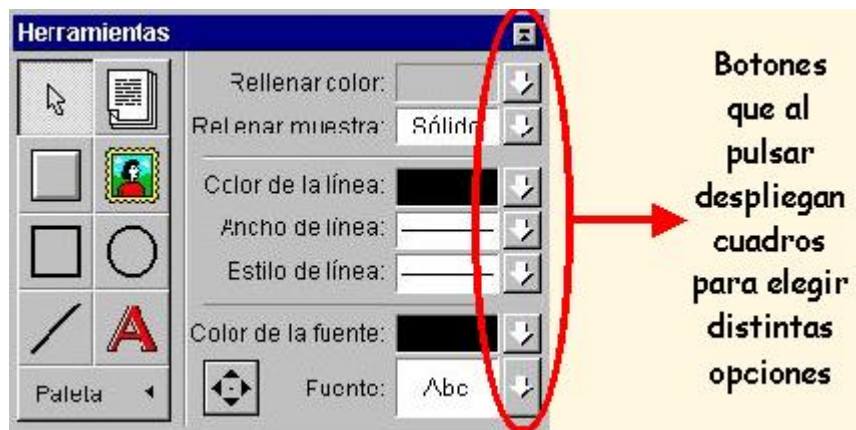 Herramientas
Rellenar color:
Rellenar muestra: Sólido
Color de la línea:
Ancho de línea:
Estilo de línea:
Color de la fuente:
Fuente: Abc
Paleta
Botones
que al
pulsar
despliegan
cuadros
para elegir
distintas
opciones